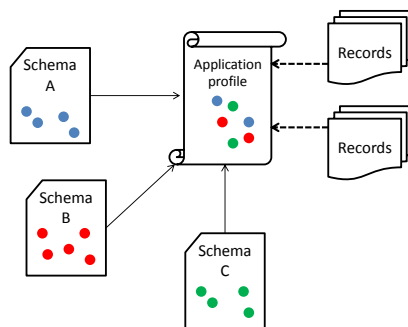 Schema
A
Application
profile
Records
Records
Schema
B
Schema
C